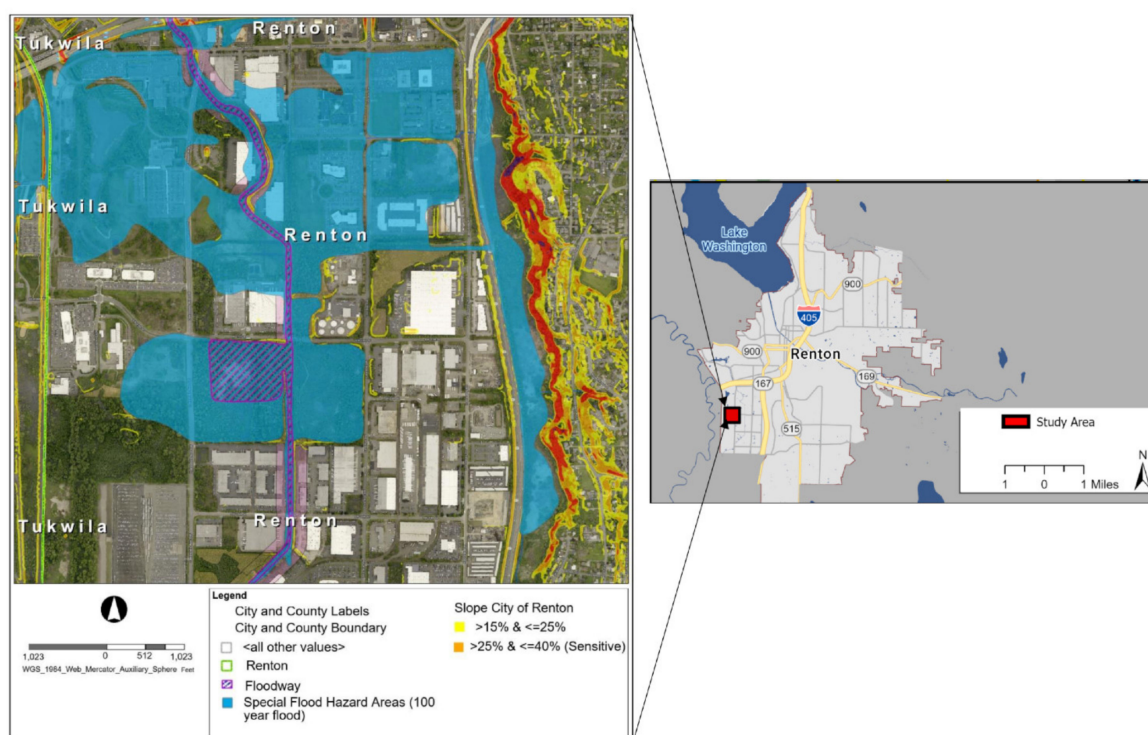 Renton
Tukwila
Tukwila
Renton
Tukwila
Renton
1,023 0 512 1,023
WGS_1984_Web_Mercator_Auxiliary_Sphere Feet
Legend
City and County Labels
City and County Boundary
<all other values>
Renton
Floodway
Special Flood Hazard Areas (100
year flood)
Slope City of Renton
>15% & <=25%
>25% & <=40% (Sensitive)
Lake
Washington
900
405
900
Renton
167
169
515
Study Area
N
1 0 1 Miles